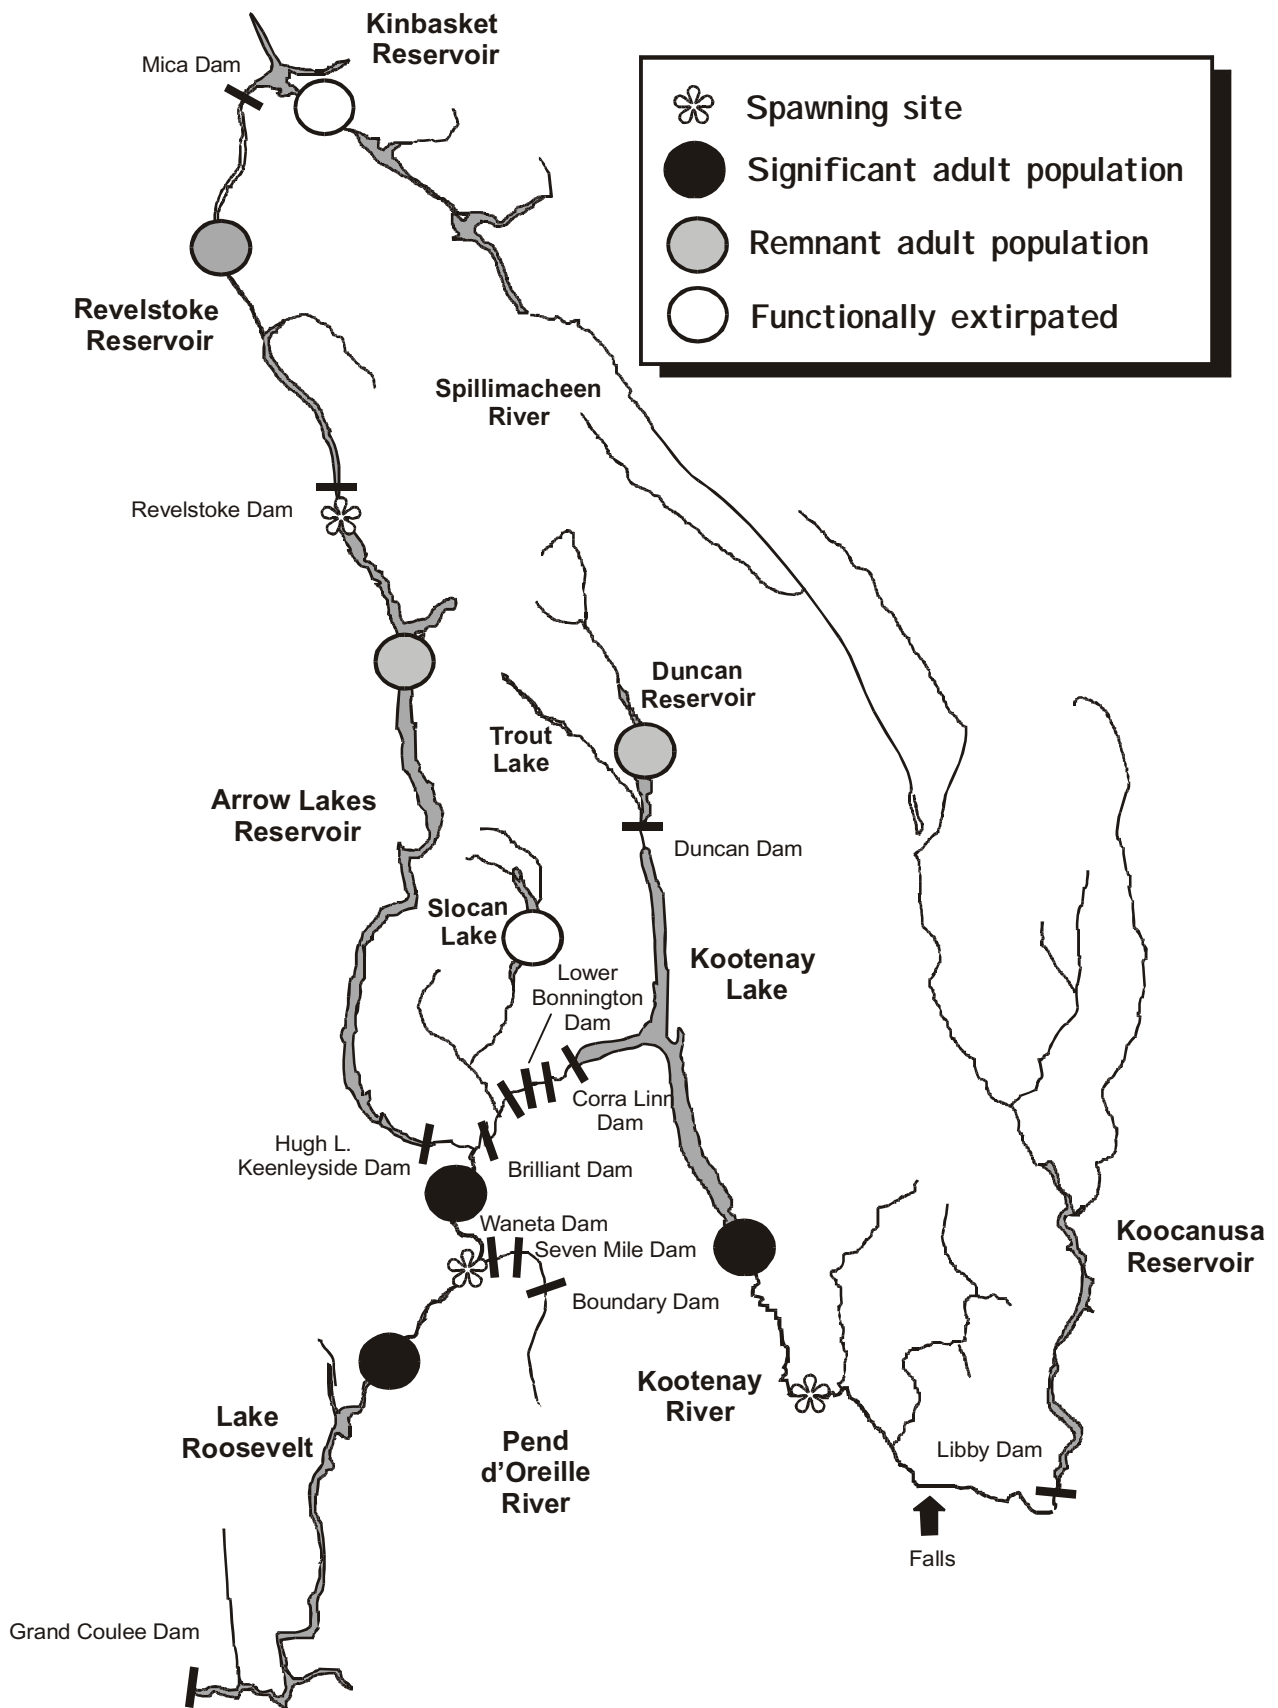 Kinbasket
Reservoir
Mica Dam
Spawning site
Significant adult population
Remnant adult population
Functionally extirpated
Revelstoke
Reservoir
Spillimacheen
River
Revelstoke Dam
Duncan
Reservoir
Trout
Lake
Arrow Lakes
Reservoir
Duncan Dam
Slocan
Lake
Kootenay
Lake
Lower
Bonnington
Dam
Corra Linn
Dam
Hugh L.
Keenleyside Dam
Brilliant Dam
Waneta Dam
Seven Mile Dam
Boundary Dam
Koocanusa
Reservoir
Kootenay
River
Lake
Roosevelt
Pend
d'Oreille
River
Libby Dam
Falls
Grand Coulee Dam